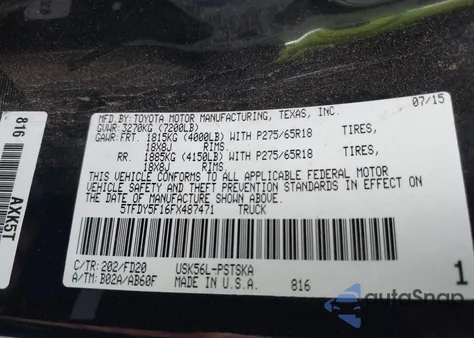 07/15
MFD. BY: TOYOTA MOTOR MANUFACTURING, TEXAS, INC.
GVWR: 3270KG (7200LB)
GAWR: FRT. 1815KG (4000LB) WITH P275/65R18 TIRES,
18X8J RIMS.
RR. 1885KG (4150LB) WITH P275/65R18 TIRES,
18X8J RIMS.
THIS VEHICLE CONFORMS TO ALL APPLICABLE FEDERAL MOTOR
VEHICLE SAFETY AND THEFT PREVENTION STANDARDS IN EFFECT ON
THE DATE OF MANUFACTURE SHOWN ABOVE.
5TFDY5F16FX487471 TRUCK
C/TR: 202/FD20 USK56L-PSTSKA
A/TM: B02A/AB60F MADE IN U.S.A. 816
1
816
AXK5T
AutoSnap